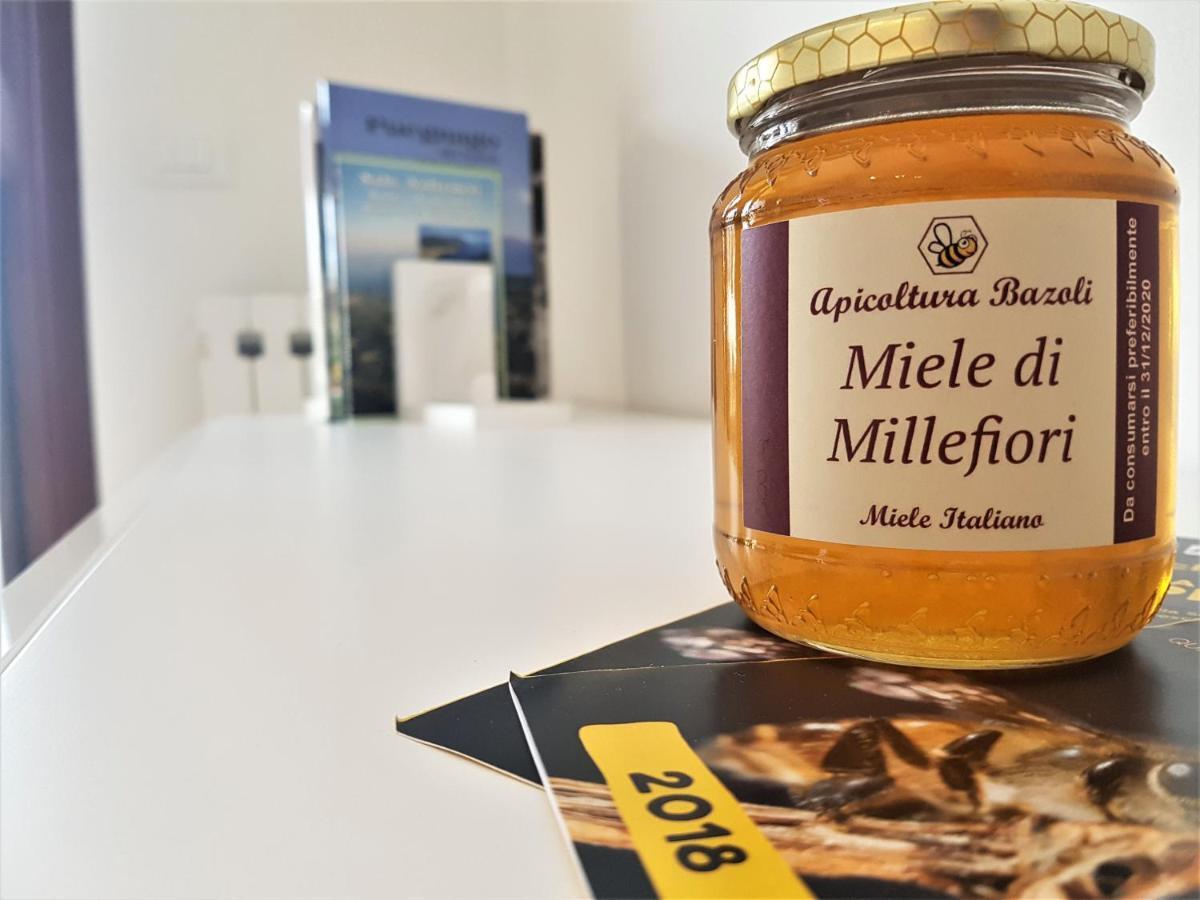 Apicoltura Bazoli
Miele di
Millefiori
Miele Italiano
Da consumarsi preferibilmente
entro il 31/12/2020
2018